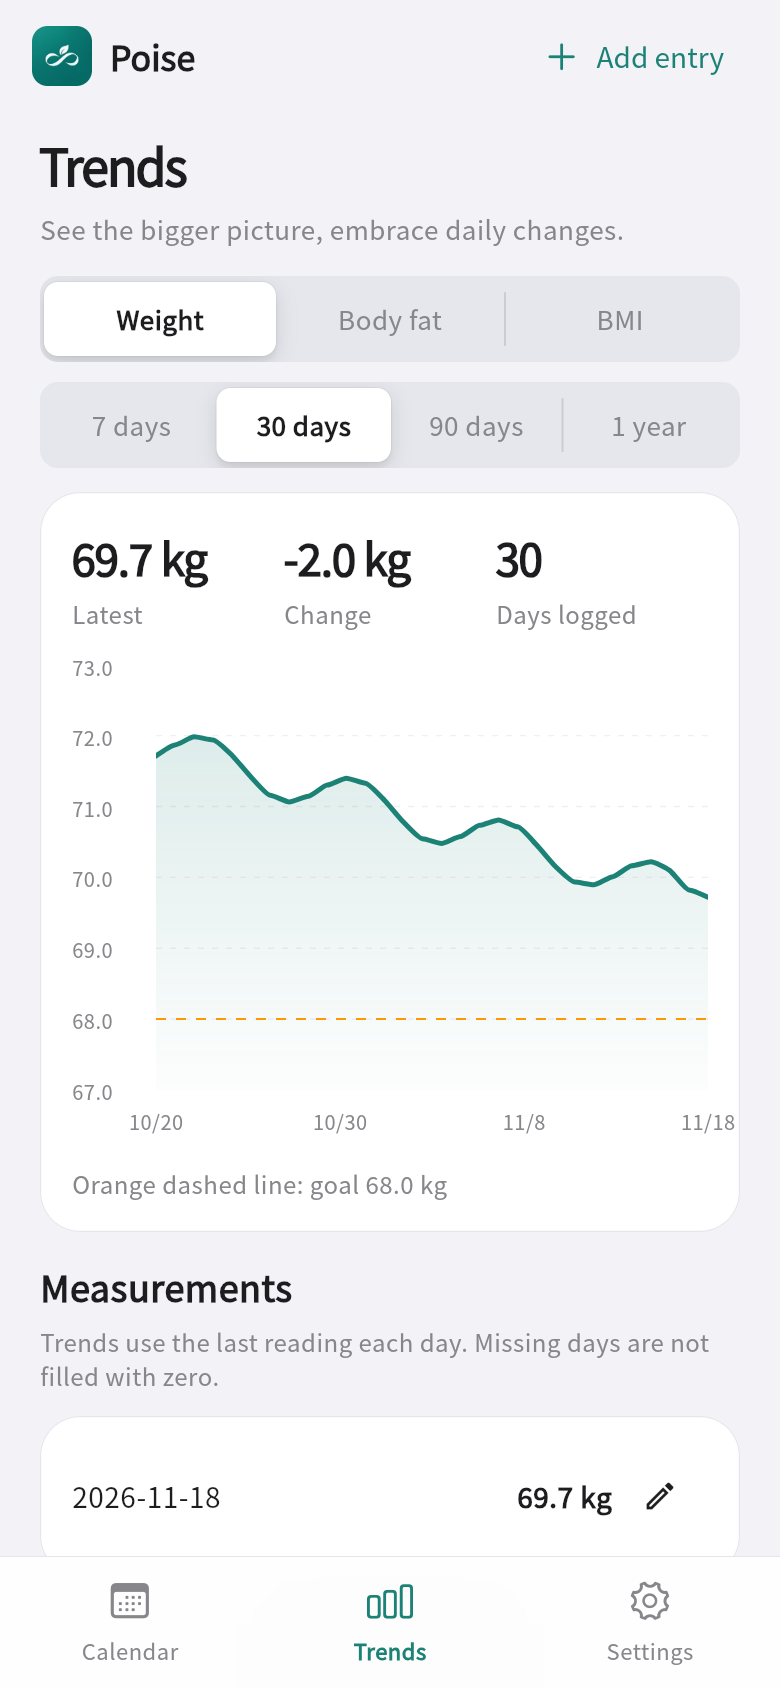 Poise
Add entry
Trends
See the bigger picture, embrace daily changes.
Weight Body fat BMI
7 days 30 days 90 days 1 year
69.7 kg -2.0 kg 30
Latest Change Days logged
73.0
72.0
71.0
70.0
69.0
68.0
67.0
10/20 10/30 11/8 11/18
Orange dashed line: goal 68.0 kg
Measurements
Trends use the last reading each day. Missing days are not
filled with zero.
2026-11-18 69.7 kg
Calendar Trends Settings